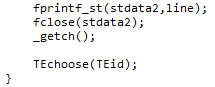 fprintf_st(stdata2,line);
fclose(stdata2);
_getch();
TEchoose(TEid);
}